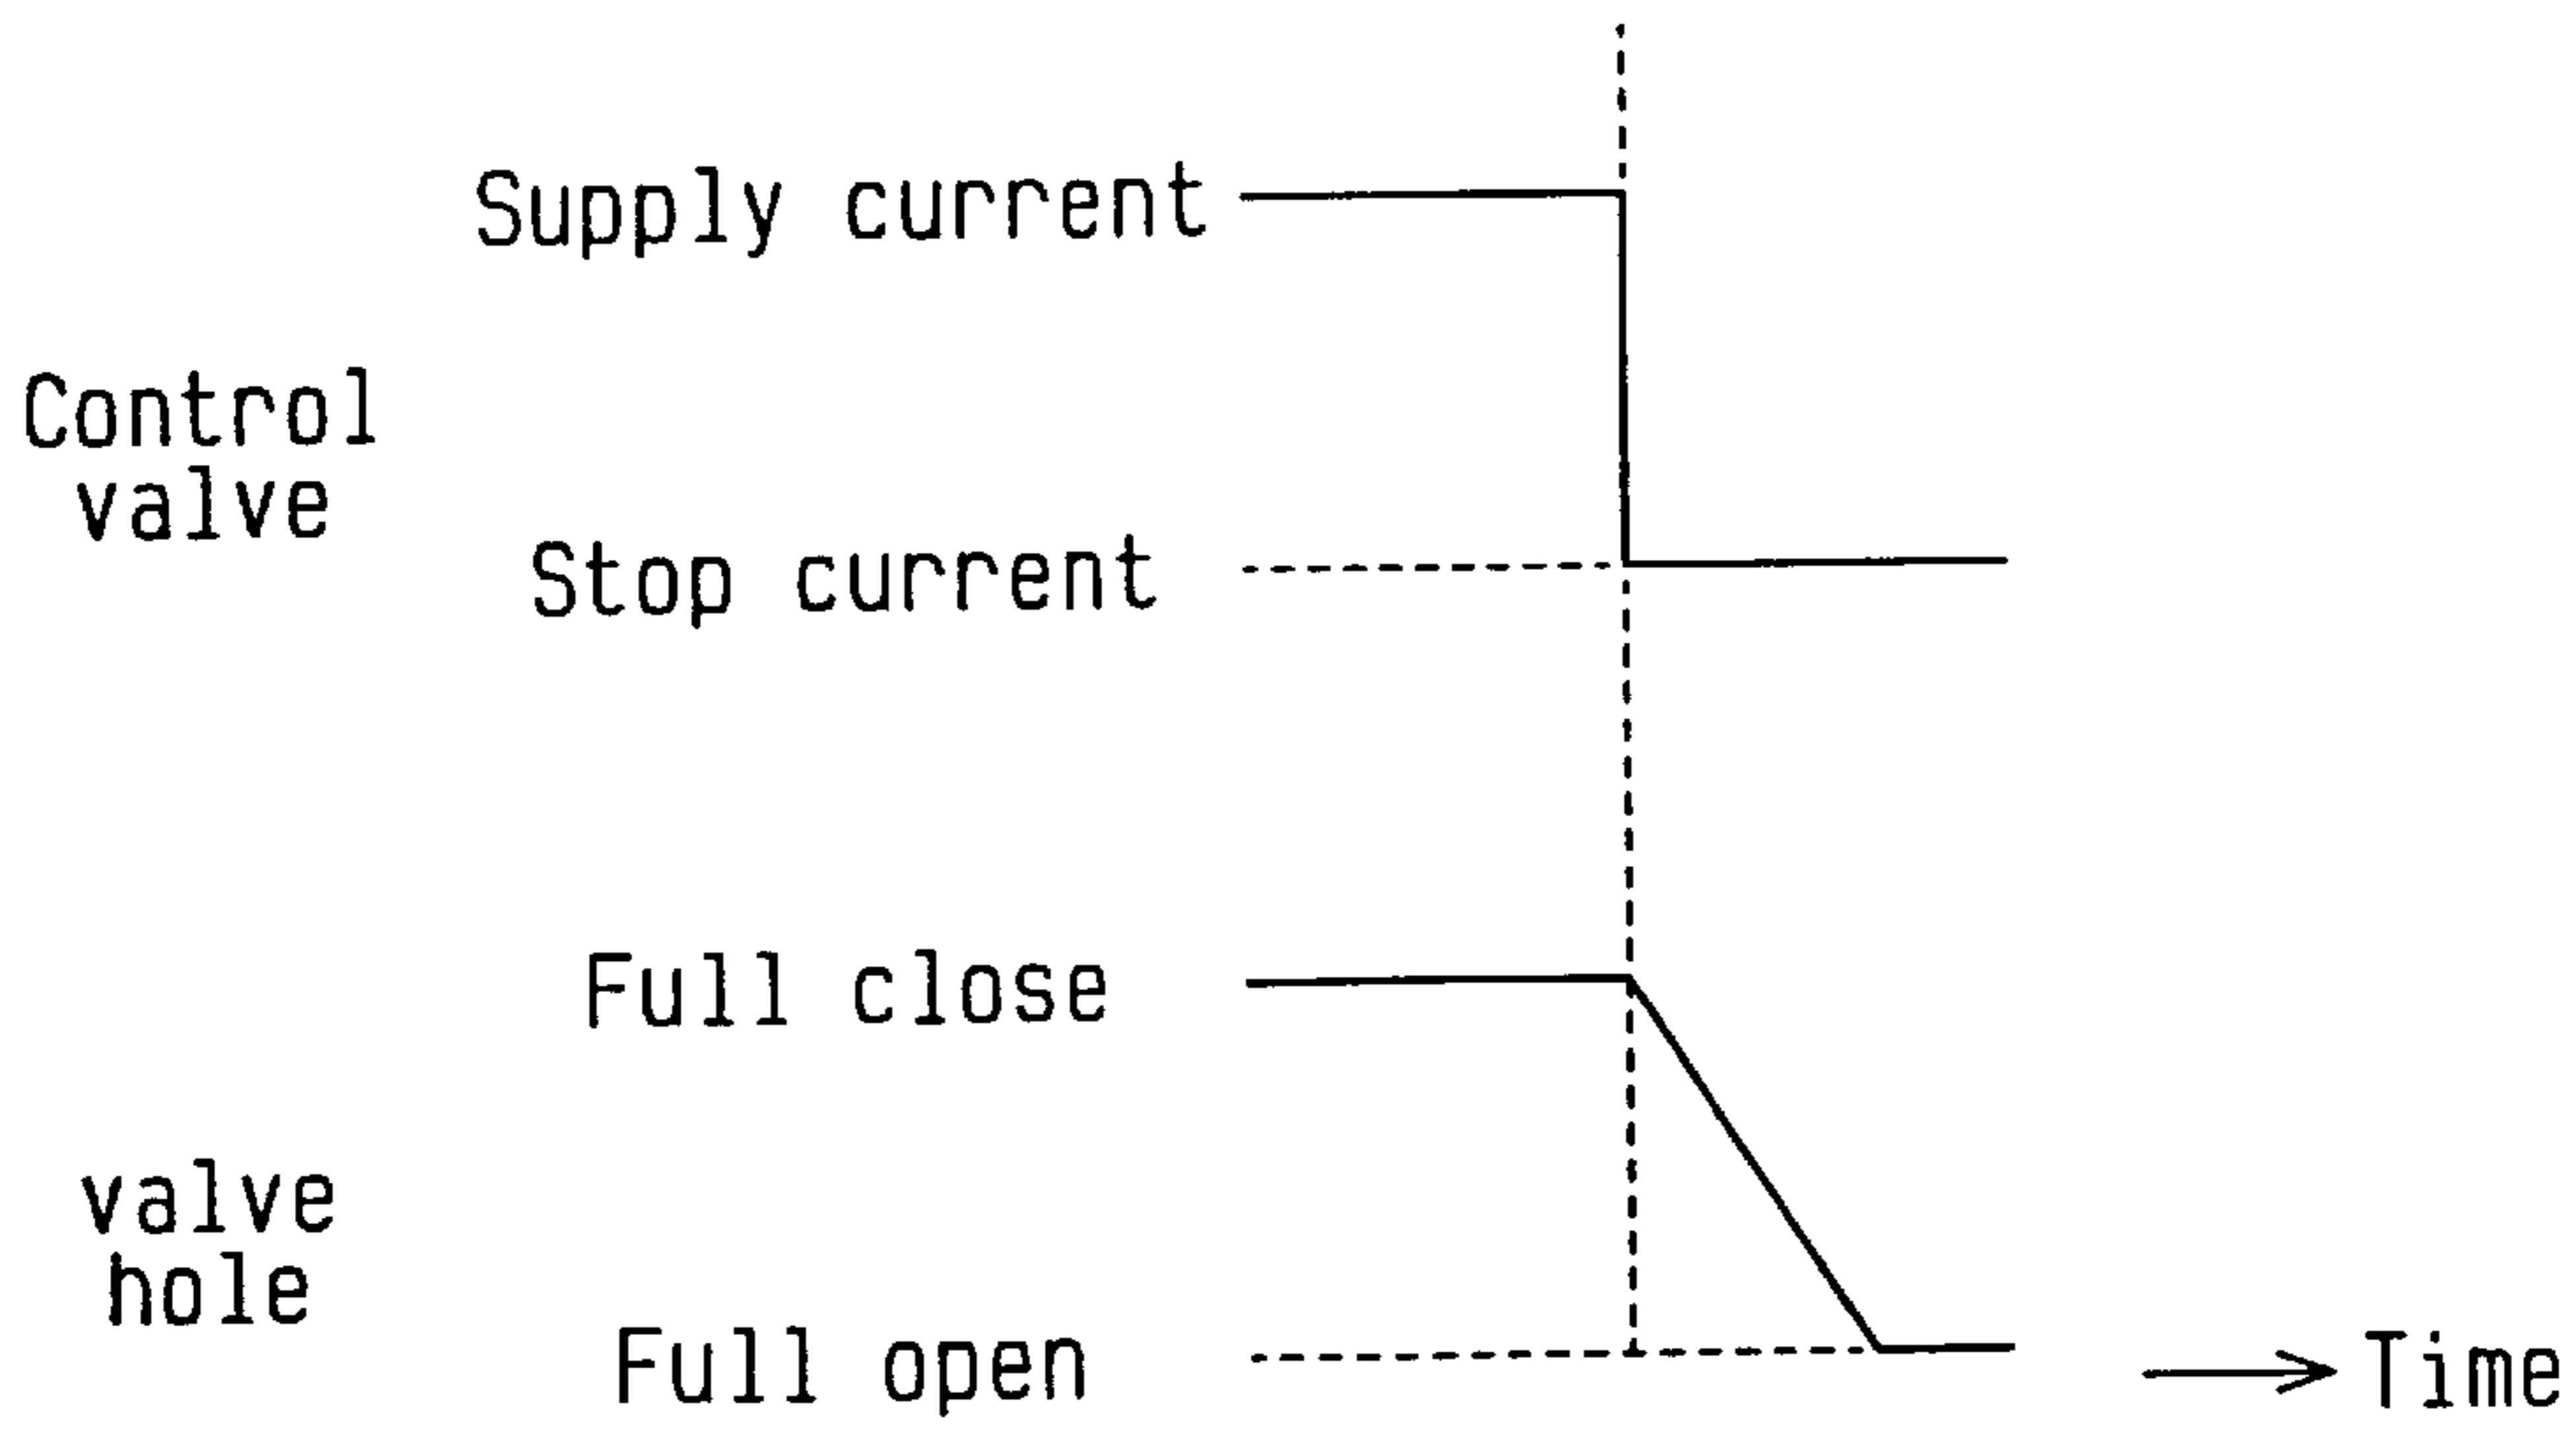 Supply current
Control
valve
Stop current
Full close
valve
hole
Full open
Time